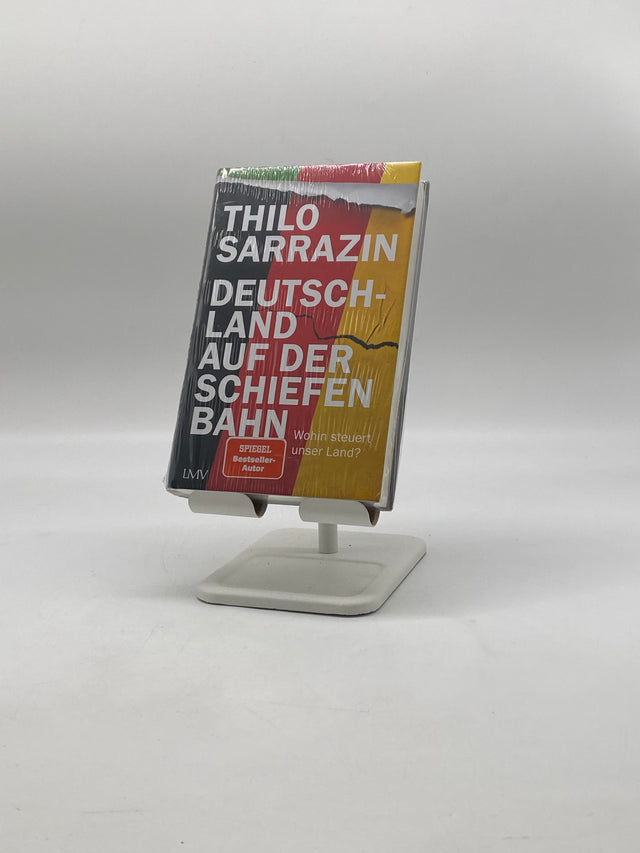 THILO
SARRAZIN
DEUTSCH-
LAND
AUF DER
SCHIEFEN
BAHN
Wohin steuert
unser Land?
SPIEGEL
Bestseller-
Autor
LMV